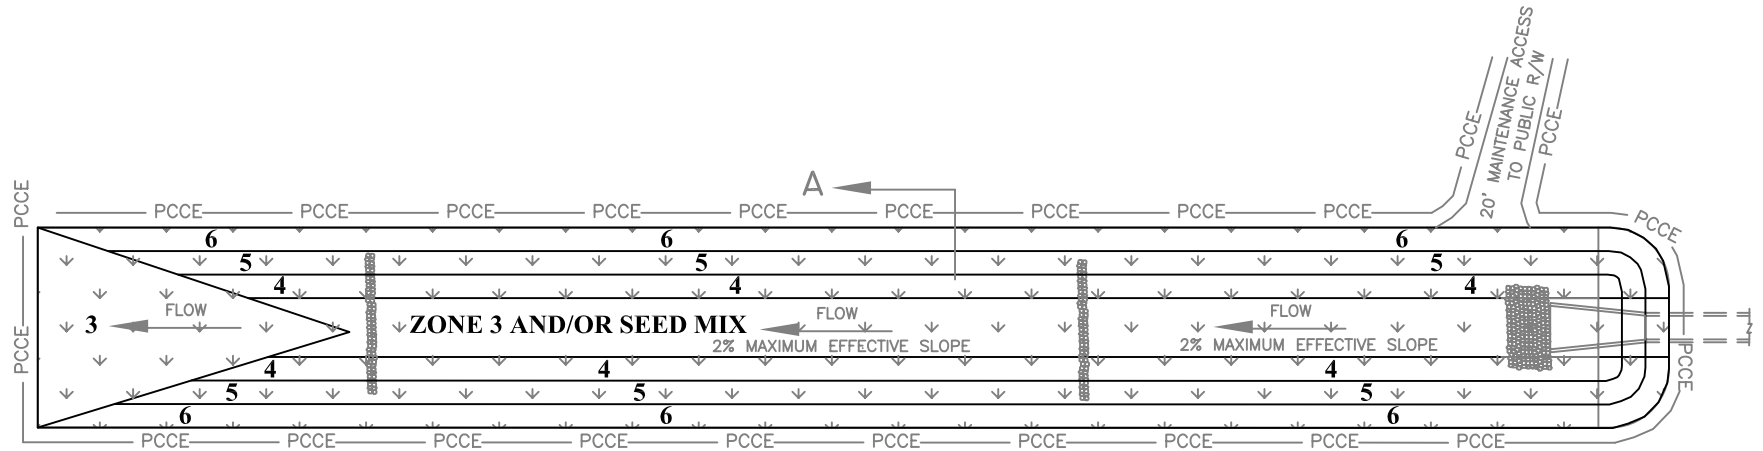 20' MAINTENANCE ACCESS
TO PUBLIC R/W
PCCE
PCCE
A
PCCE
PCCE PCCE PCCE PCCE PCCE PCCE PCCE PCCE PCCE
PCCE
6 6 6
5 5 5
4 4 4
3
FLOW
ZONE 3 AND/OR SEED MIX
FLOW
2% MAXIMUM EFFECTIVE SLOPE
FLOW
2% MAXIMUM EFFECTIVE SLOPE
PCCE
PCCE
4 4 4
5 5 5
6 6 6
PCCE PCCE PCCE PCCE PCCE PCCE PCCE PCCE PCCE PCCE